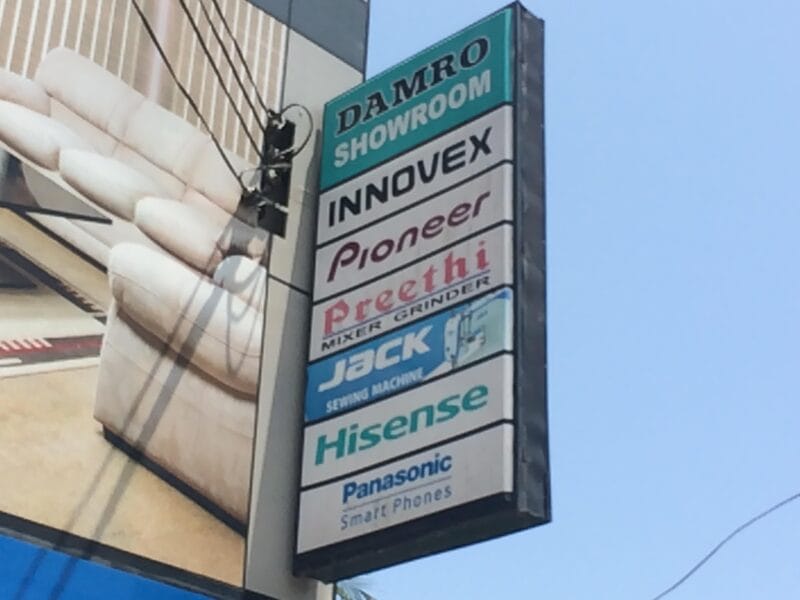 DAMRO
SHOWROOM
INNOVEX
Pioneer
Preethi
MIXER GRINDER
JACK
SEWING MACHINE
Hisense
Panasonic
Smart Phones